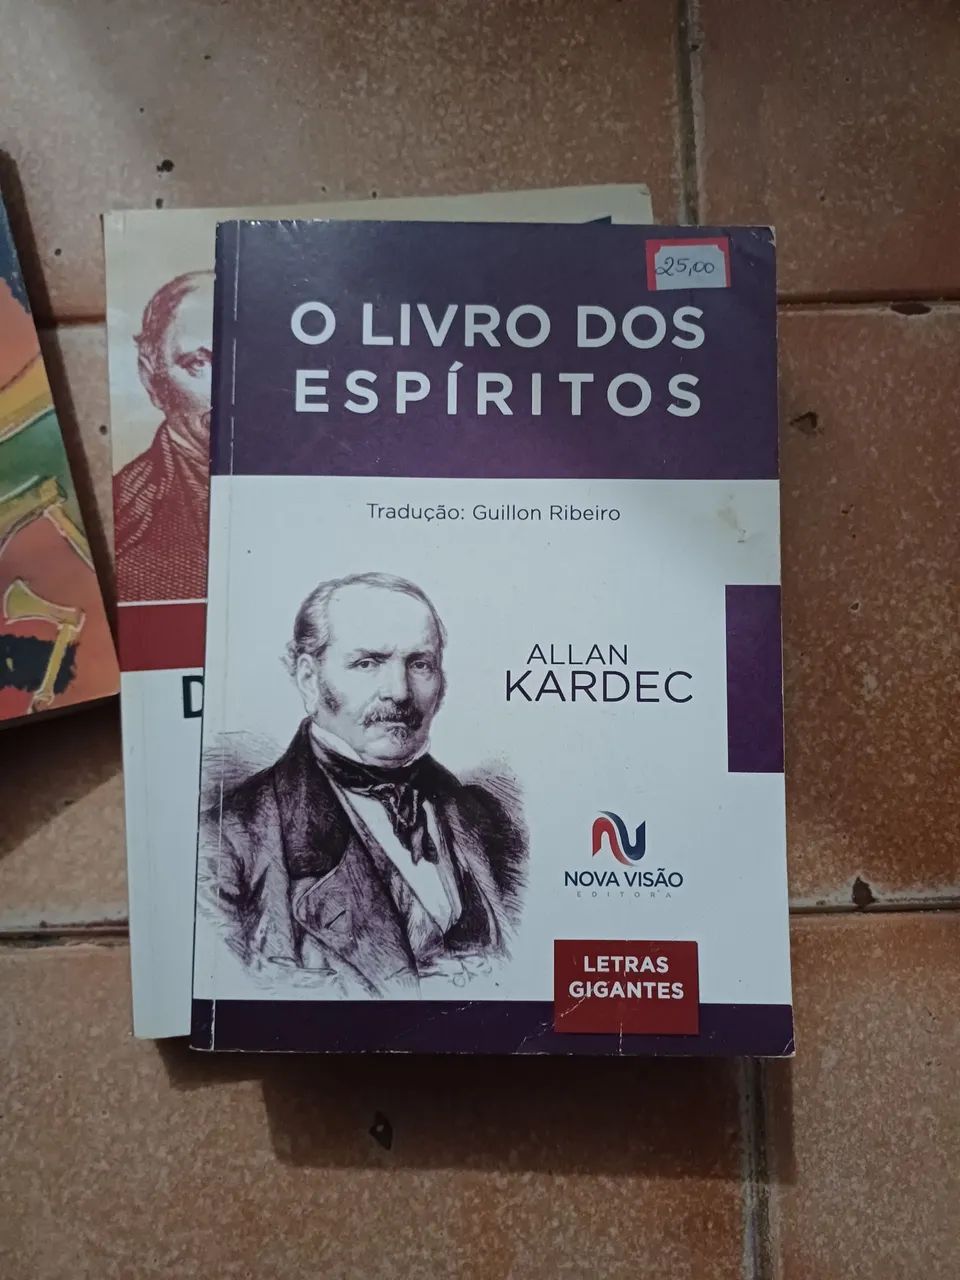 25,00
O LIVRO DOS
ESPÍRITOS
Tradução: Guillon Ribeiro
ALLAN
KARDEC
NOVA VISÃO
EDITORA
LETRAS
GIGANTES
D